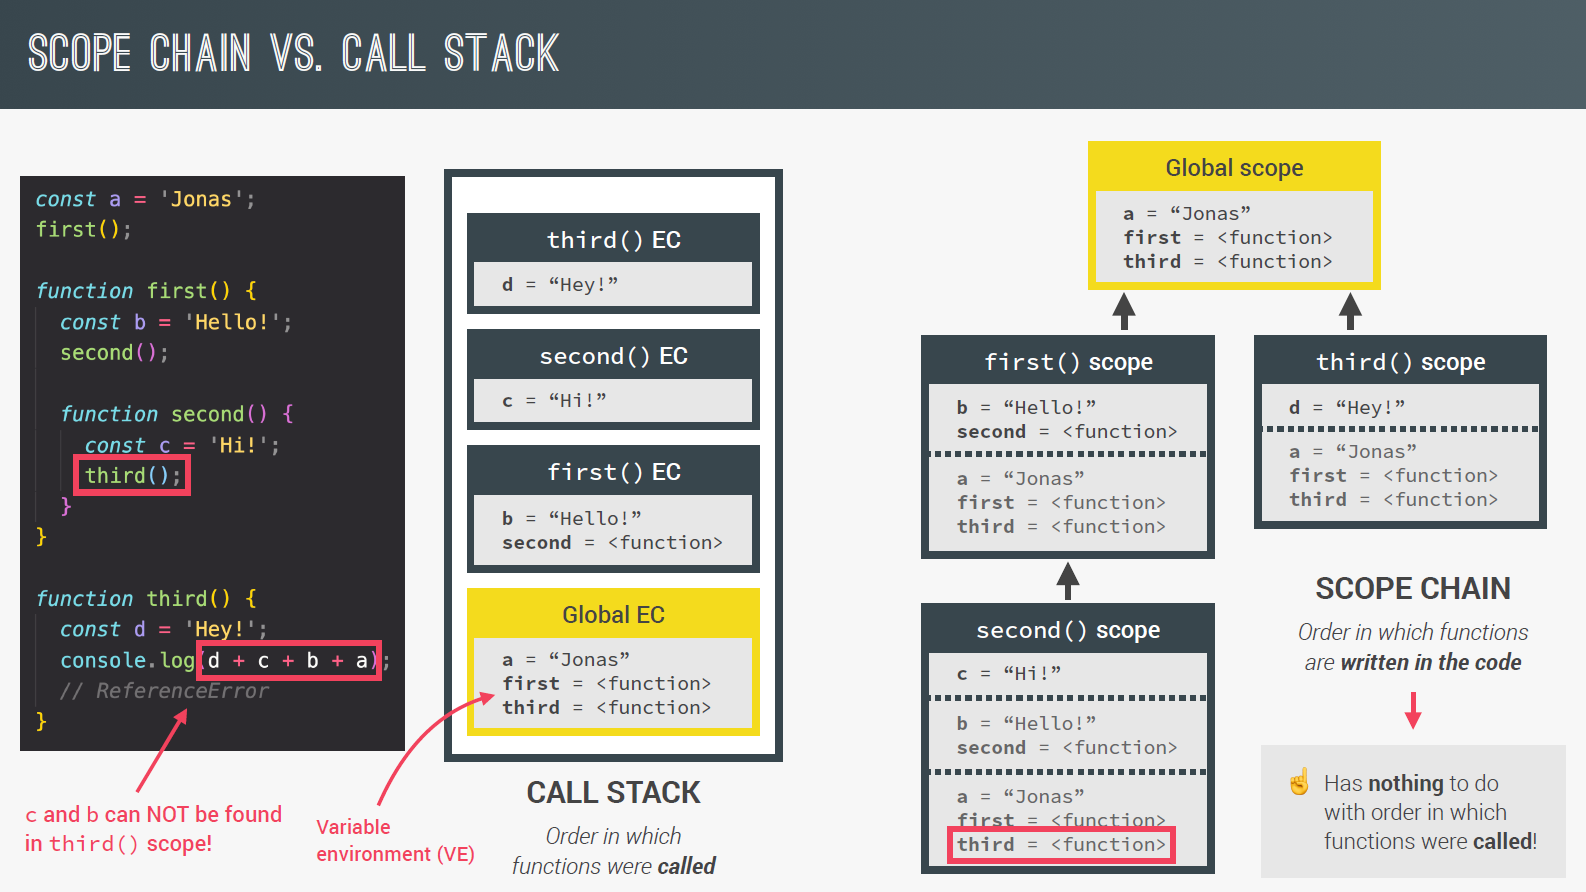 SCOPE CHAIN VS. CALL STACK
const a = 'Jonas';
first();
function first() {
const b = 'Hello!';
second();
function second() {
const c = 'Hi!';
third();
}
}
function third() {
const d = 'Hey!';
console.log(d + c + b + a);
// ReferenceError
}
c and b can NOT be found
in third() scope!
third() EC
d = “Hey!”
second() EC
c = “Hi!”
first() EC
b = “Hello!”
second = <function>
Global EC
a = “Jonas”
first = <function>
third = <function>
Variable
environment (VE)
CALL STACK
Order in which
functions were called
Global scope
a = “Jonas”
first = <function>
third = <function>
first() scope
b = “Hello!”
second = <function>
a = “Jonas”
first = <function>
third = <function>
second() scope
c = “Hi!”
b = “Hello!”
second = <function>
a = “Jonas”
first = <function>
third = <function>
third() scope
d = “Hey!”
a = “Jonas”
first = <function>
third = <function>
SCOPE CHAIN
Order in which functions
are written in the code
☝️ Has nothing to do
with order in which
functions were called!